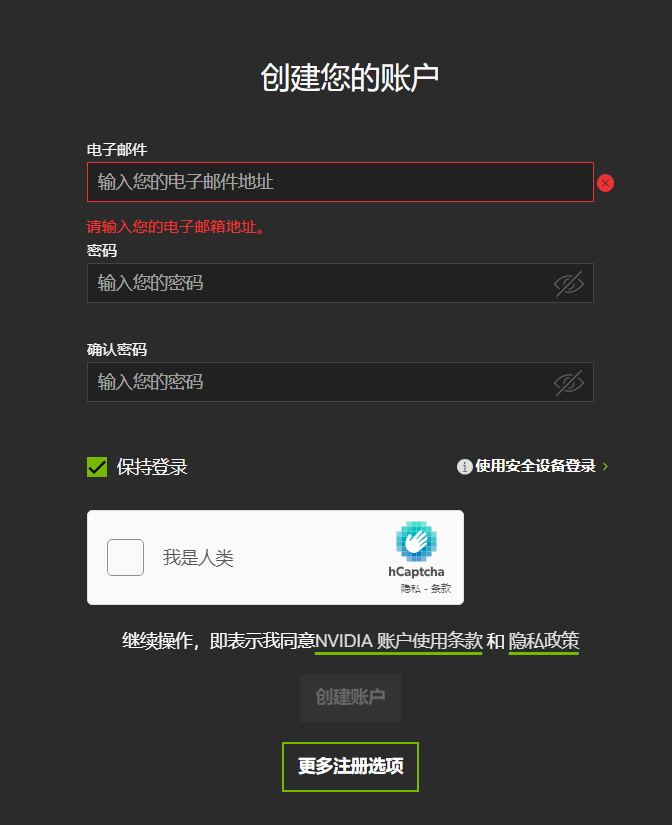 创建您的账户
电子邮件
输入您的电子邮件地址
请输入您的电子邮箱地址。
密码
输入您的密码
确认密码
输入您的密码
保持登录
使用安全设备登录 ›
我是人类
hCaptcha
隐私 - 条款
继续操作，即表示我同意NVIDIA 账户使用条款 和 隐私政策
创建账户
更多注册选项